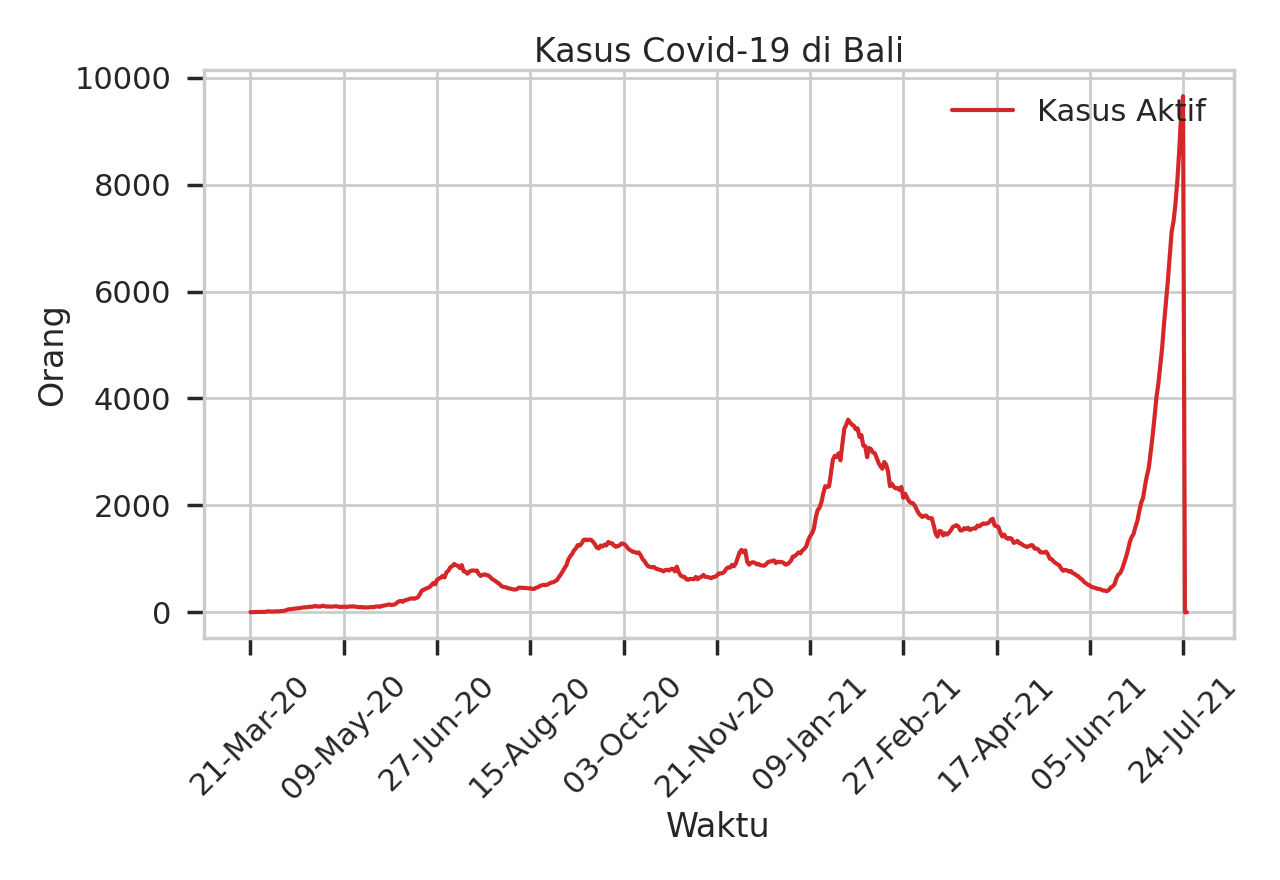 Kasus Covid-19 di Bali
10000
8000
6000
4000
2000
0
Orang
Kasus Aktif
21-Mar-20
09-May-20
27-Jun-20
15-Aug-20
03-Oct-20
21-Nov-20
09-Jan-21
27-Feb-21
17-Apr-21
05-Jun-21
24-Jul-21
Waktu